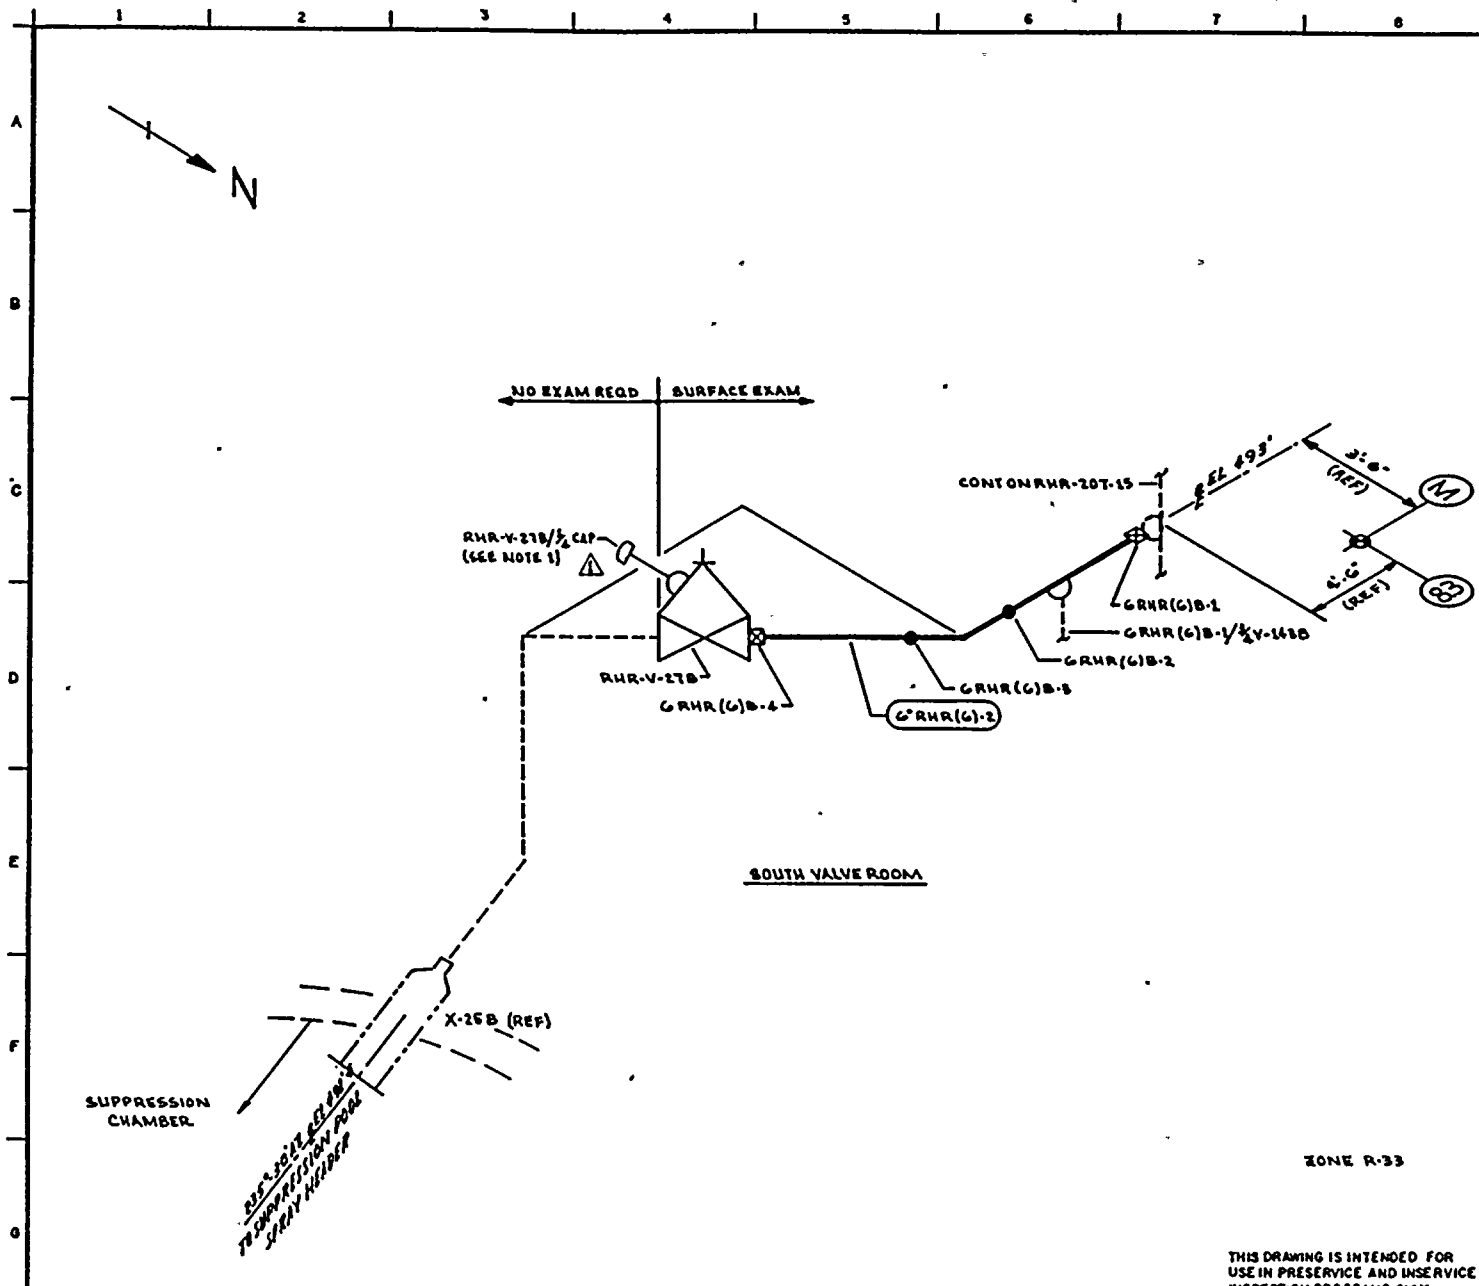 1 2 3 4 5 6 7 8
A
B
C
D
E
F
G
N
NO EXAM REQD
SURFACE EXAM
CONT ON RHR-207-15
EL 493'
(REF)
M
(REF)
83
RHR-V-27B/¾ CAP
(SEE NOTE 1)
1
6RHR(6)B-1
6RHR(6)B-1/¾V-143B
6RHR(6)B-2
6RHR(6)B-3
6"RHR(6)-2
RHR-V-27B
6RHR(6)B-4
SOUTH VALVE ROOM
X-25B (REF)
SUPPRESSION
CHAMBER
TO SUPPRESSION POOL
SPRAY HEADER
ZONE R-33
THIS DRAWING IS INTENDED FOR
USE IN PRESERVICE AND INSERVICE